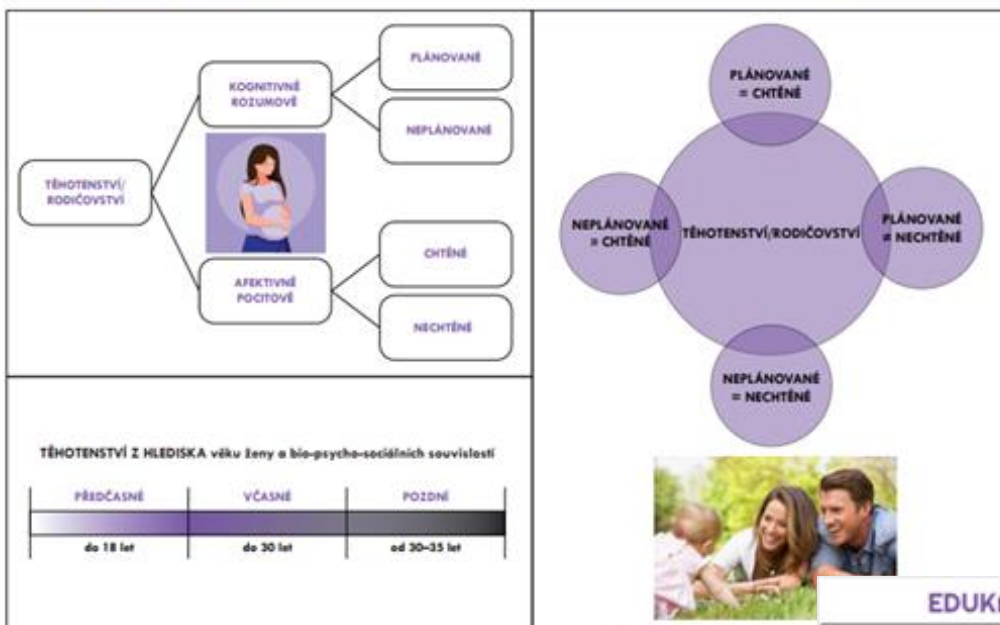 TĚHOTENSTVÍ/
RODIČOVSTVÍ
KOGNITIVNĚ
ROZUMOVĚ
PLÁNOVANÉ
NEPLÁNOVANÉ
AFEKTIVNĚ
POCITOVĚ
CHTĚNÉ
NECHTĚNÉ
TĚHOTENSTVÍ Z HLEDISKA věku ženy a bio-psycho-sociálních souvislostí
PŘEDČASNÉ VČASNÉ POZDNÍ
do 18 let do 30 let od 30–35 let
PLÁNOVANÉ
= CHTĚNÉ
NEPLÁNOVANÉ
= CHTĚNÉ
TĚHOTENSTVÍ/RODIČOVSTVÍ
PLÁNOVANÉ
≠ NECHTĚNÉ
NEPLÁNOVANÉ
= NECHTĚNÉ